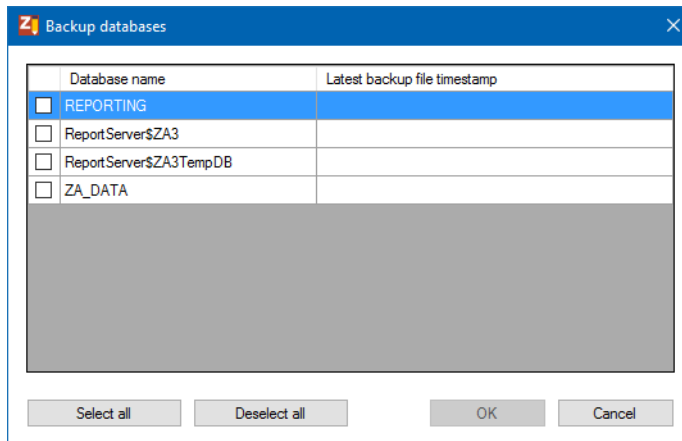 Backup databases
Database name Latest backup file timestamp
REPORTING
ReportServer$ZA3
ReportServer$ZA3TempDB
ZA_DATA
Select all Deselect all OK Cancel